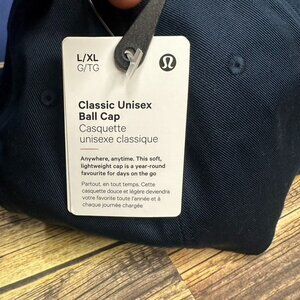 L/XL
G/TG
Classic Unisex
Ball Cap
Casquette
unisexe classique
Anywhere, anytime. This soft,
lightweight cap is a year-round
favourite for days on the go
Partout, en tout temps. Cette
casquette douce et légère deviendra
votre favorite toute l'année et à
chaque journée chargée